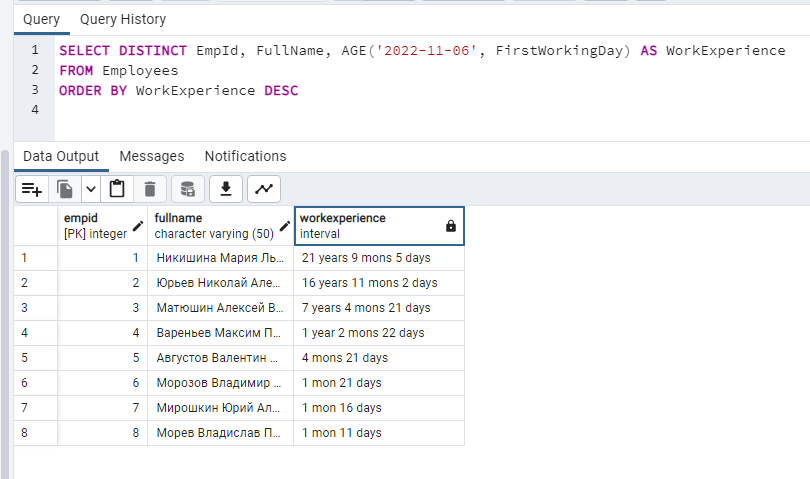 Query Query History
1 SELECT DISTINCT EmpId, FullName, AGE('2022-11-06', FirstWorkingDay) AS WorkExperience
2 FROM Employees
3 ORDER BY WorkExperience DESC
4
Data Output Messages Notifications
empid fullname workexperience
[PK] integer character varying (50) interval
1 1 Никишина Мария Ль... 21 years 9 mons 5 days
2 2 Юрьев Николай Але... 16 years 11 mons 2 days
3 3 Матюшин Алексей В... 7 years 4 mons 21 days
4 4 Вареньев Максим П... 1 year 2 mons 22 days
5 5 Августов Валентин ... 4 mons 21 days
6 6 Морозов Владимир ... 1 mon 21 days
7 7 Мирошкин Юрий Ал... 1 mon 16 days
8 8 Морев Владислав П... 1 mon 11 days